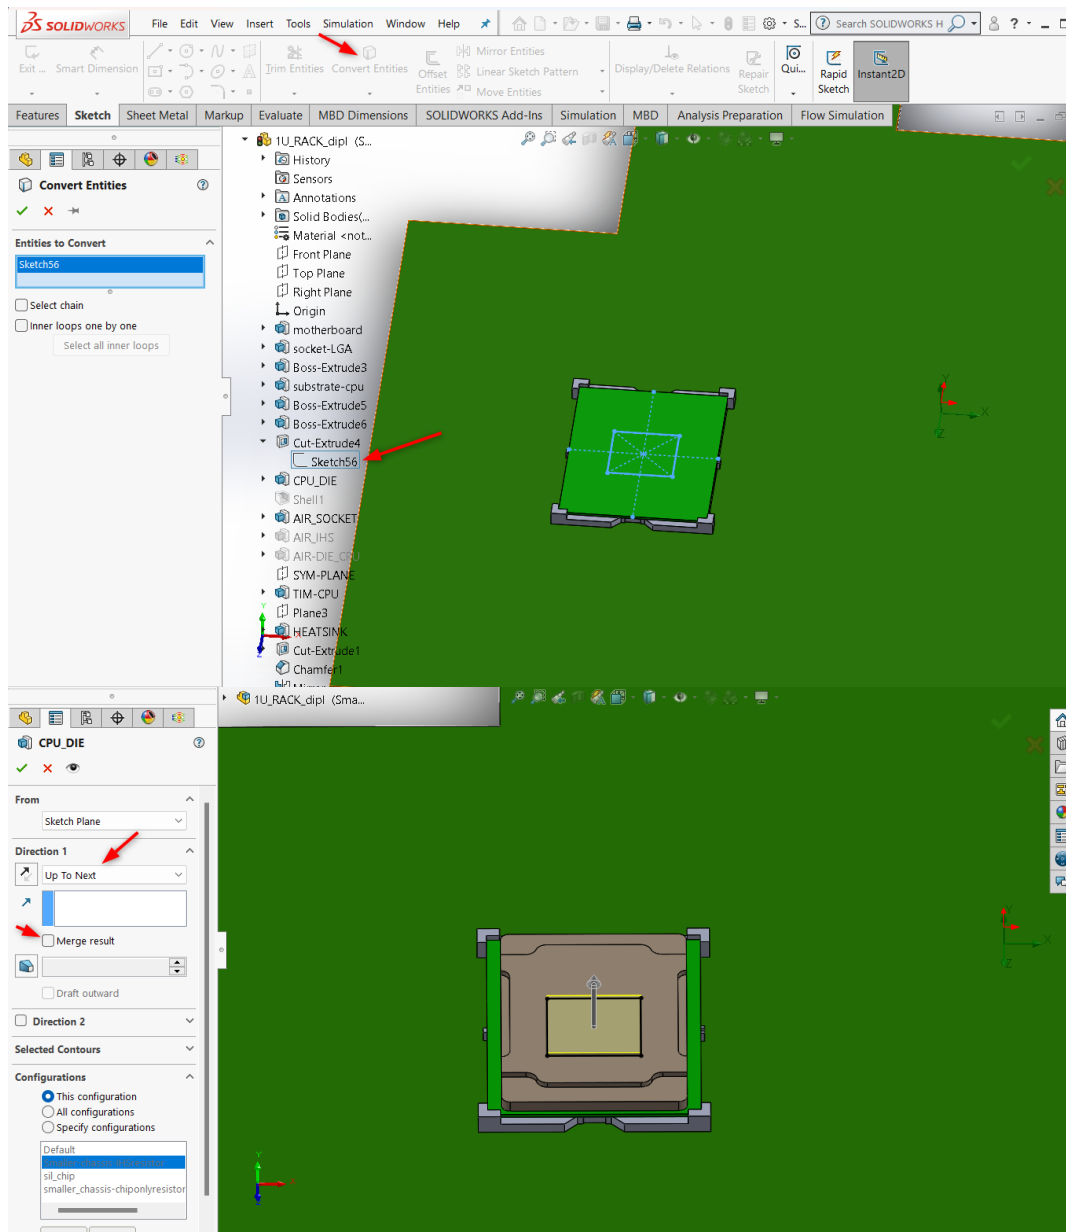 SOLIDWORKS File Edit View Insert Tools Simulation Window Help S... Search SOLIDWORKS H ?
Exit ... Smart Dimension Trim Entities Convert Entities Offset Entities Mirror Entities Linear Sketch Pattern Move Entities Display/Delete Relations Repair Sketch Qui... Rapid Sketch Instant2D
Features Sketch Sheet Metal Markup Evaluate MBD Dimensions SOLIDWORKS Add-Ins Simulation MBD Analysis Preparation Flow Simulation
Convert Entities
Entities to Convert
Sketch56
Select chain
Inner loops one by one
Select all inner loops
1U_RACK_dipl (S...
History
Sensors
Annotations
Solid Bodies(...
Material <not...
Front Plane
Top Plane
Right Plane
Origin
motherboard
socket-LGA
Boss-Extrude3
substrate-cpu
Boss-Extrude5
Boss-Extrude6
Cut-Extrude4
Sketch56
CPU_DIE
Shell1
AIR_SOCKET
AIR_IHS
AIR-DIE_CPU
SYM-PLANE
TIM-CPU
Plane3
HEATSINK
Cut-Extrude1
Chamfer1
Y
X
Z
1U_RACK_dipl (Sma...
CPU_DIE
From
Sketch Plane
Direction 1
Up To Next
Merge result
Draft outward
Direction 2
Selected Contours
Configurations
This configuration
All configurations
Specify configurations
Default
sil_chip
smaller_chassis-chiponlyresistor
Y
X
Z